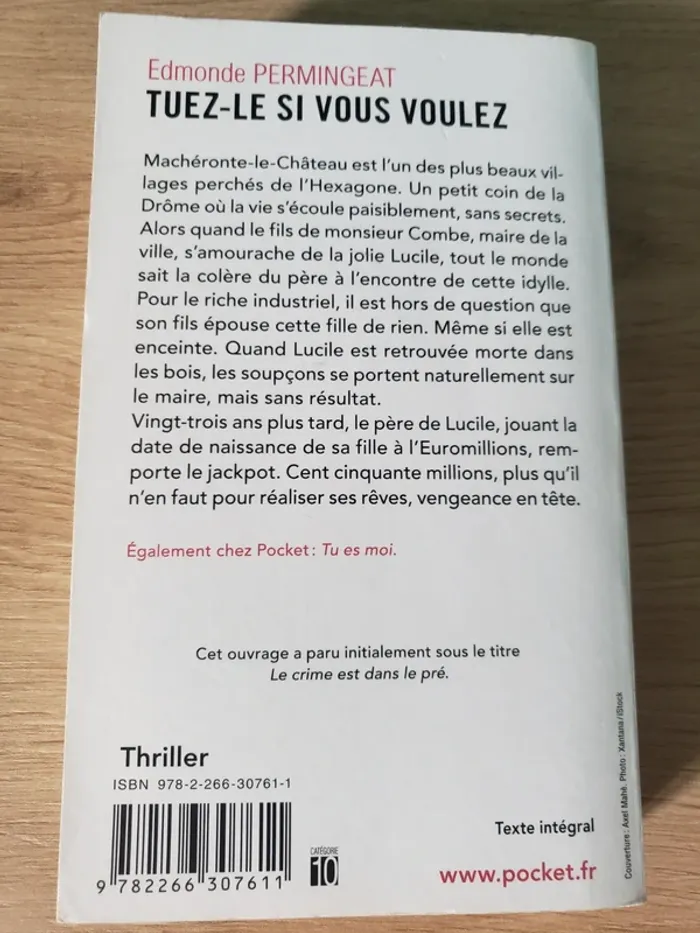 Edmonde PERMINGEAT
TUEZ-LE SI VOUS VOULEZ
Machéronte-le-Château est l'un des plus beaux vil-
lages perchés de l'Hexagone. Un petit coin de la
Drôme où la vie s'écoule paisiblement, sans secrets.
Alors quand le fils de monsieur Combe, maire de la
ville, s'amourache de la jolie Lucile, tout le monde
sait la colère du père à l'encontre de cette idylle.
Pour le riche industriel, il est hors de question que
son fils épouse cette fille de rien. Même si elle est
enceinte. Quand Lucile est retrouvée morte dans
les bois, les soupçons se portent naturellement sur
le maire, mais sans résultat.
Vingt-trois ans plus tard, le père de Lucile, jouant la
date de naissance de sa fille à l'Euromillions, rem-
porte le jackpot. Cent cinquante millions, plus qu'il
n'en faut pour réaliser ses rêves, vengeance en tête.
Également chez Pocket : Tu es moi.
Cet ouvrage a paru initialement sous le titre
Le crime est dans le pré.
Thriller
ISBN 978-2-266-30761-1
9 782266 307611
CATÉGORIE
10
Texte intégral
www.pocket.fr
Couverture : Axel Mahé. Photo : Xantana / iStock